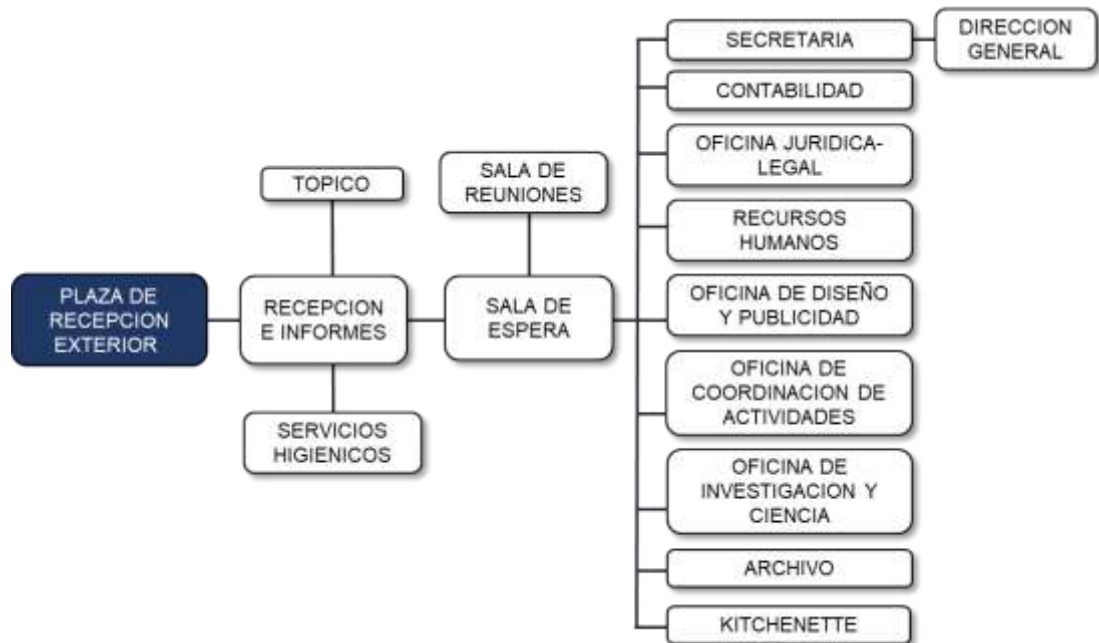 PLAZA DE
RECEPCION
EXTERIOR
TOPICO
RECEPCION
E INFORMES
SERVICIOS
HIGIENICOS
SALA DE
REUNIONES
SALA DE
ESPERA
SECRETARIA
DIRECCION
GENERAL
CONTABILIDAD
OFICINA JURIDICA-
LEGAL
RECURSOS
HUMANOS
OFICINA DE DISEÑO
Y PUBLICIDAD
OFICINA DE
COORDINACION DE
ACTIVIDADES
OFICINA DE
INVESTIGACION Y
CIENCIA
ARCHIVO
KITCHENETTE